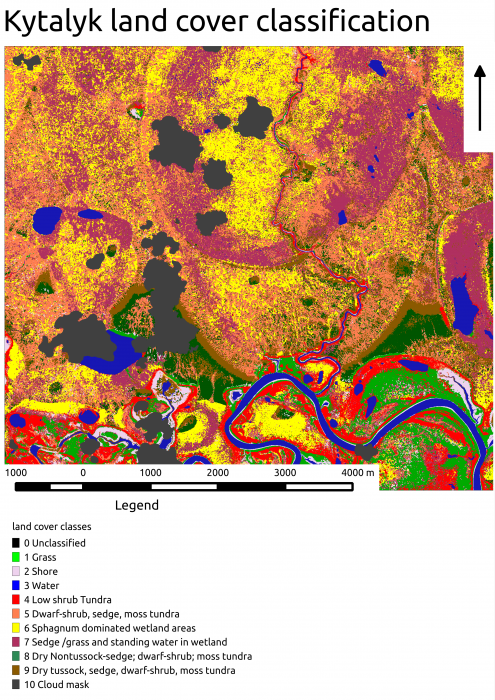 Kytalyk land cover classification
1000 0 1000 2000 3000 4000 m
Legend
land cover classes
0 Unclassified
1 Grass
2 Shore
3 Water
4 Low shrub Tundra
5 Dwarf-shrub, sedge, moss tundra
6 Sphagnum dominated wetland areas
7 Sedge /grass and standing water in wetland
8 Dry Nontussock-sedge; dwarf-shrub; moss tundra
9 Dry tussock, sedge, dwarf-shrub, moss tundra
10 Cloud mask